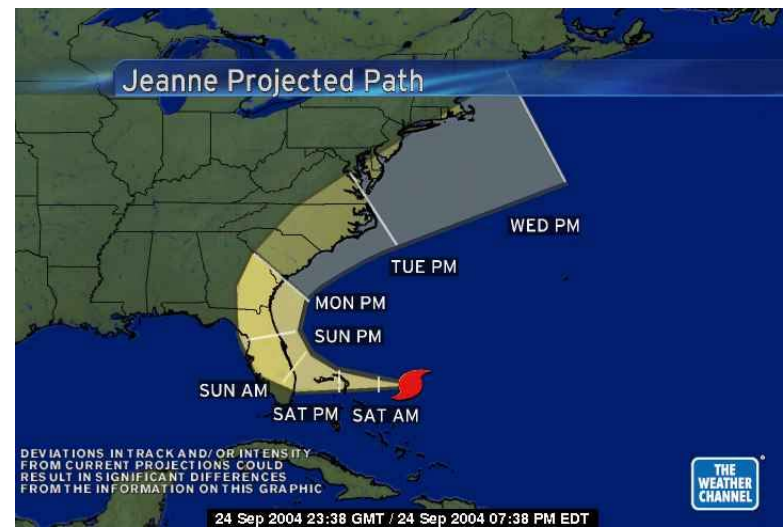 Jeanne Projected Path
WED PM
TUE PM
MON PM
SUN PM
SUN AM
SAT PM
SAT AM
DEVIATIONS IN TRACK AND/OR INTENSITY
FROM CURRENT PROJECTIONS COULD
RESULT IN SIGNIFICANT DIFFERENCES
FROM THE INFORMATION ON THIS GRAPHIC
THE
WEATHER
CHANNEL
24 Sep 2004 23:38 GMT / 24 Sep 2004 07:38 PM EDT